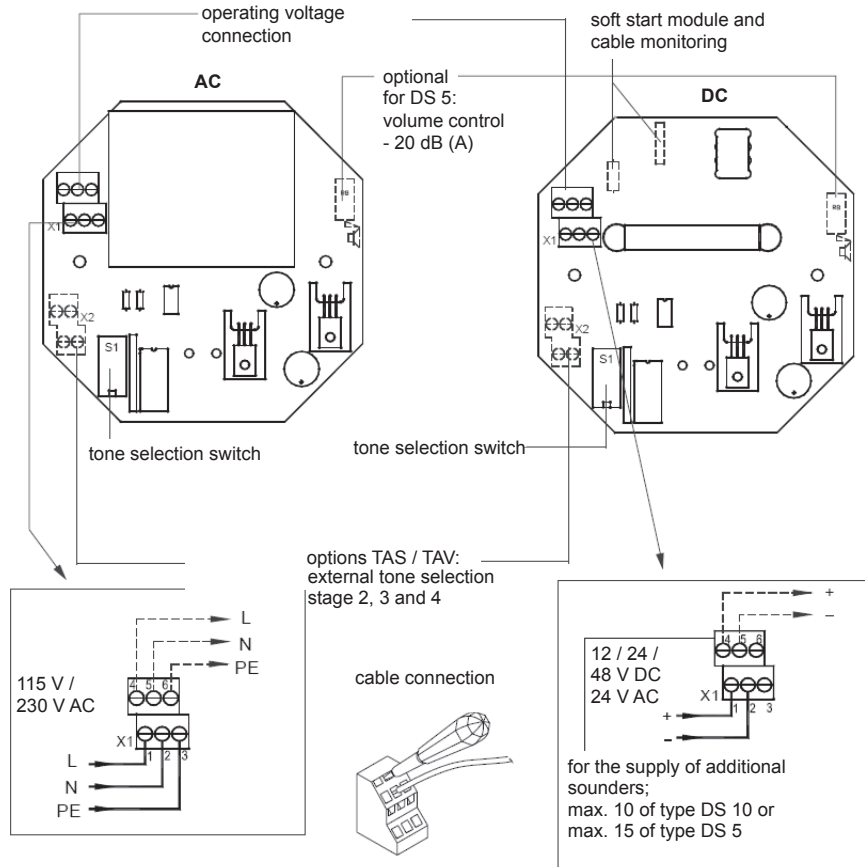 operating voltage
connection
soft start module and
cable monitoring
AC
optional
for DS 5:
volume control
- 20 dB (A)
DC
R8
R8
X1
X1
X2
X2
S1
S1
tone selection switch
tone selection switch
options TAS / TAV:
external tone selection
stage 2, 3 and 4
L
N
PE
115 V /
230 V AC
4 5 6
X1
1 2 3
L
N
PE
cable connection
+
–
12 / 24 /
48 V DC
24 V AC
4 5 6
X1
1 2 3
+
–
for the supply of additional
sounders;
max. 10 of type DS 10 or
max. 15 of type DS 5